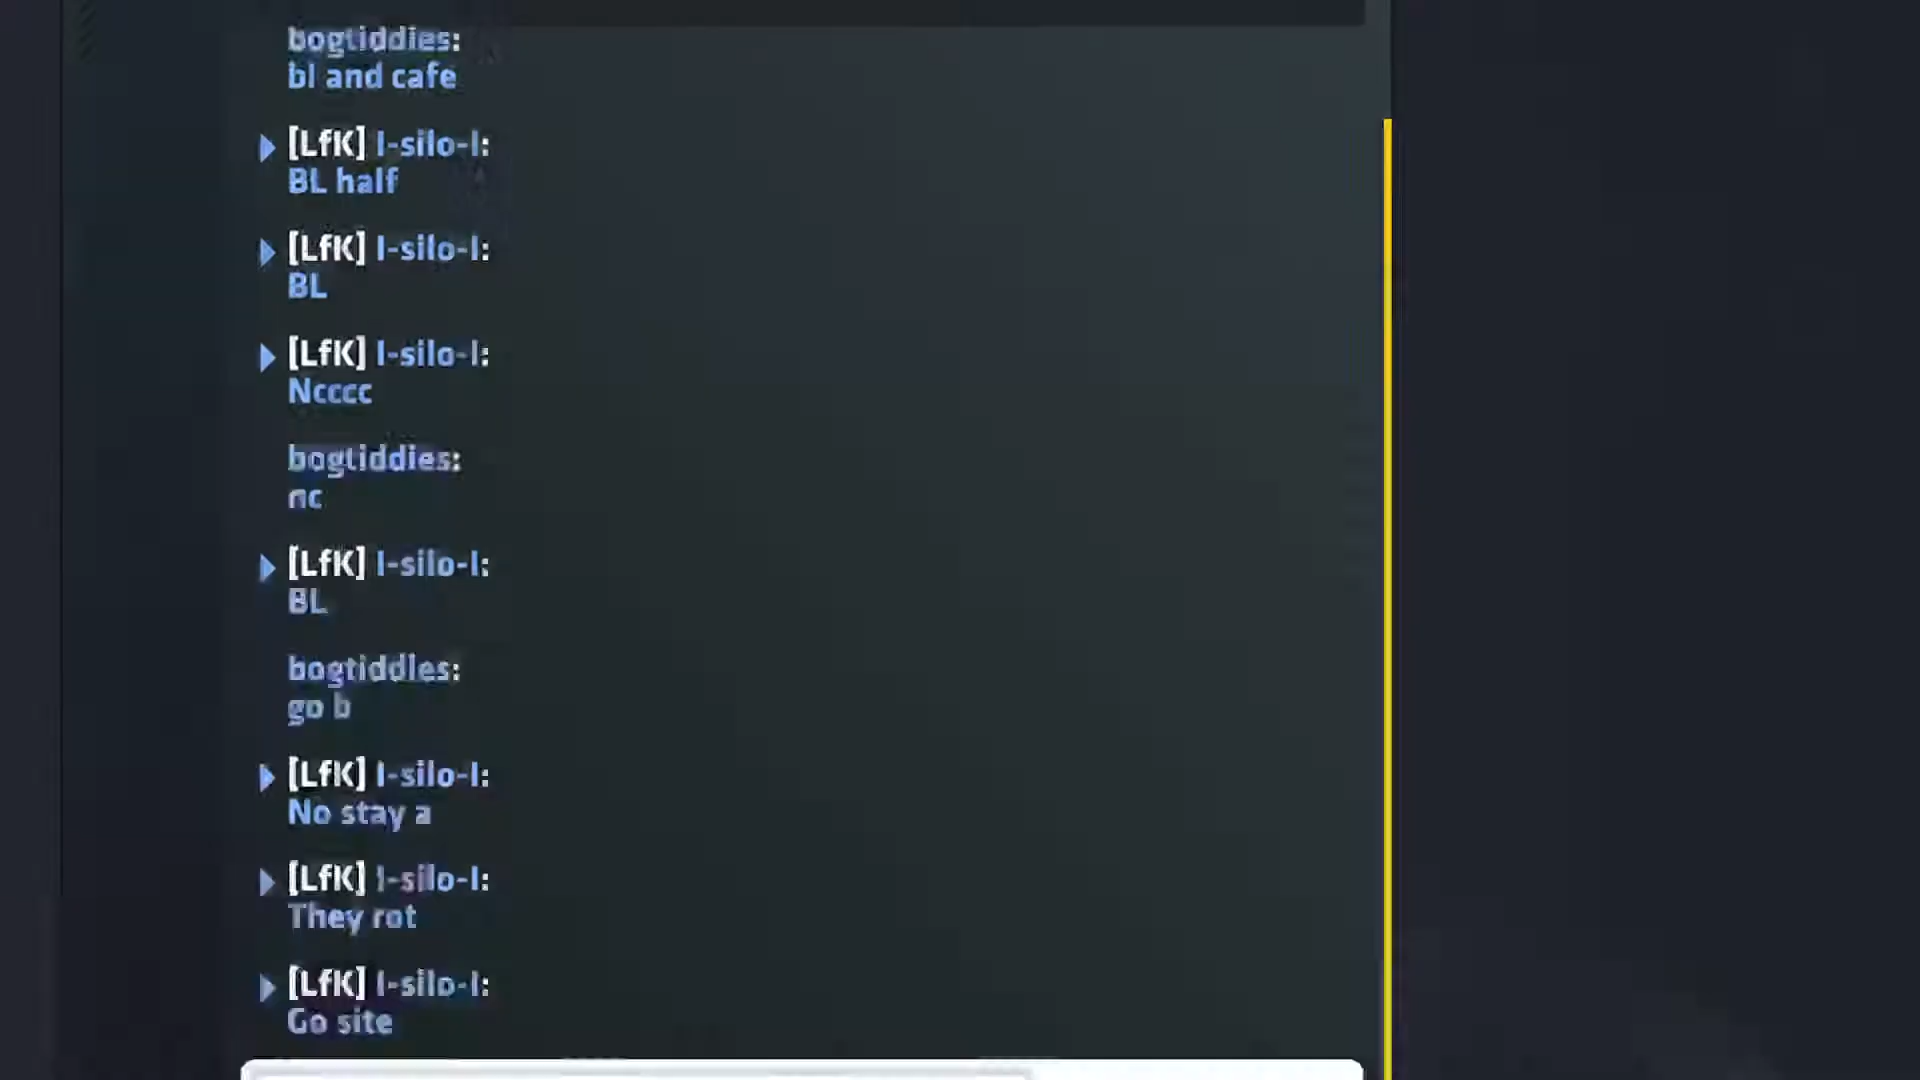 bogtiddies:
bl and cafe
[LfK] l-silo-l:
BL half
[LfK] l-silo-l:
BL
[LfK] l-silo-l:
Ncccc
bogtiddies:
nc
[LfK] l-silo-l:
BL
bogtiddies:
go b
[LfK] l-silo-l:
No stay a
[LfK] l-silo-l:
They rot
[LfK] l-silo-l:
Go site